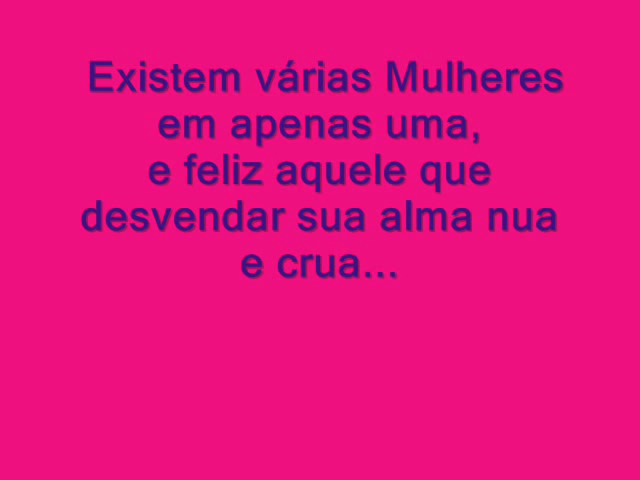 Existem várias Mulheres
em apenas uma,
e feliz aquele que
desvendar sua alma nua
e crua...